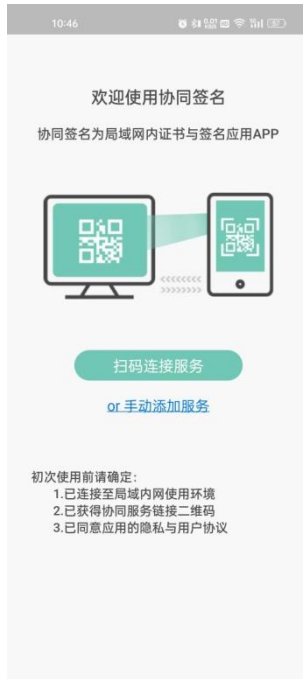 10:46
欢迎使用协同签名
协同签名为局域网内证书与签名应用APP
扫码连接服务
or 手动添加服务
初次使用前请确定：
1.已连接至局域内网使用环境
2.已获得协同服务链接二维码
3.已同意应用的隐私与用户协议